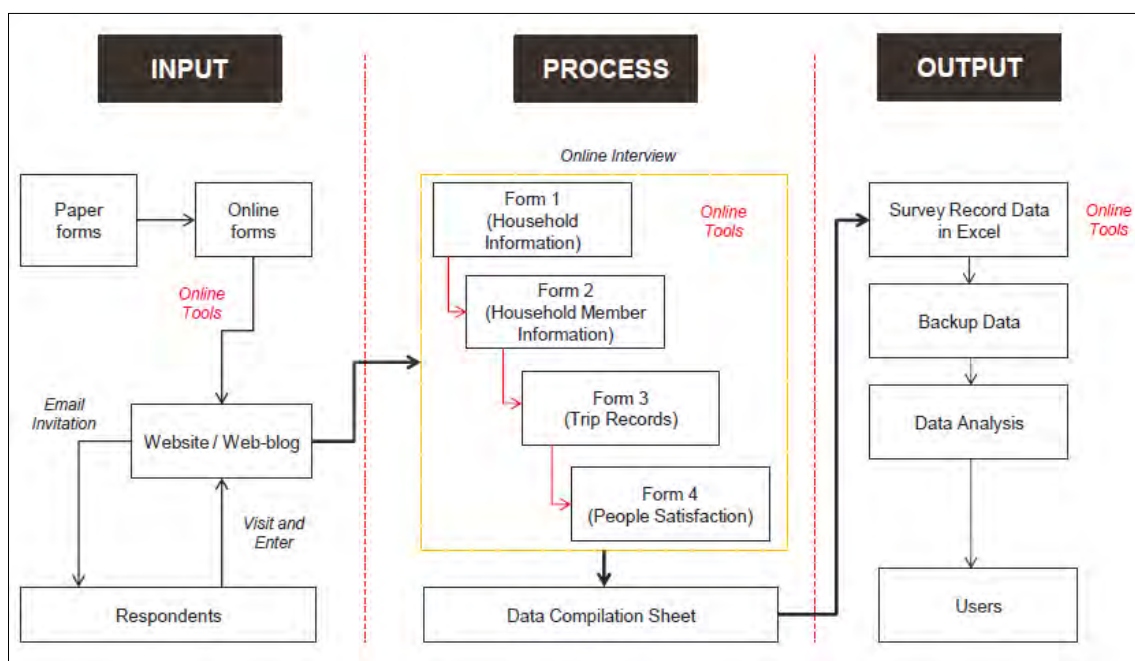 INPUT
PROCESS
OUTPUT
Paper
forms
Online
forms
Online
Tools
Email
Invitation
Website / Web-blog
Visit and
Enter
Respondents
Online Interview
Form 1
(Household
Information)
Online
Tools
Form 2
(Household Member
Information)
Form 3
(Trip Records)
Form 4
(People Satisfaction)
Data Compilation Sheet
Survey Record Data
in Excel
Online
Tools
Backup Data
Data Analysis
Users